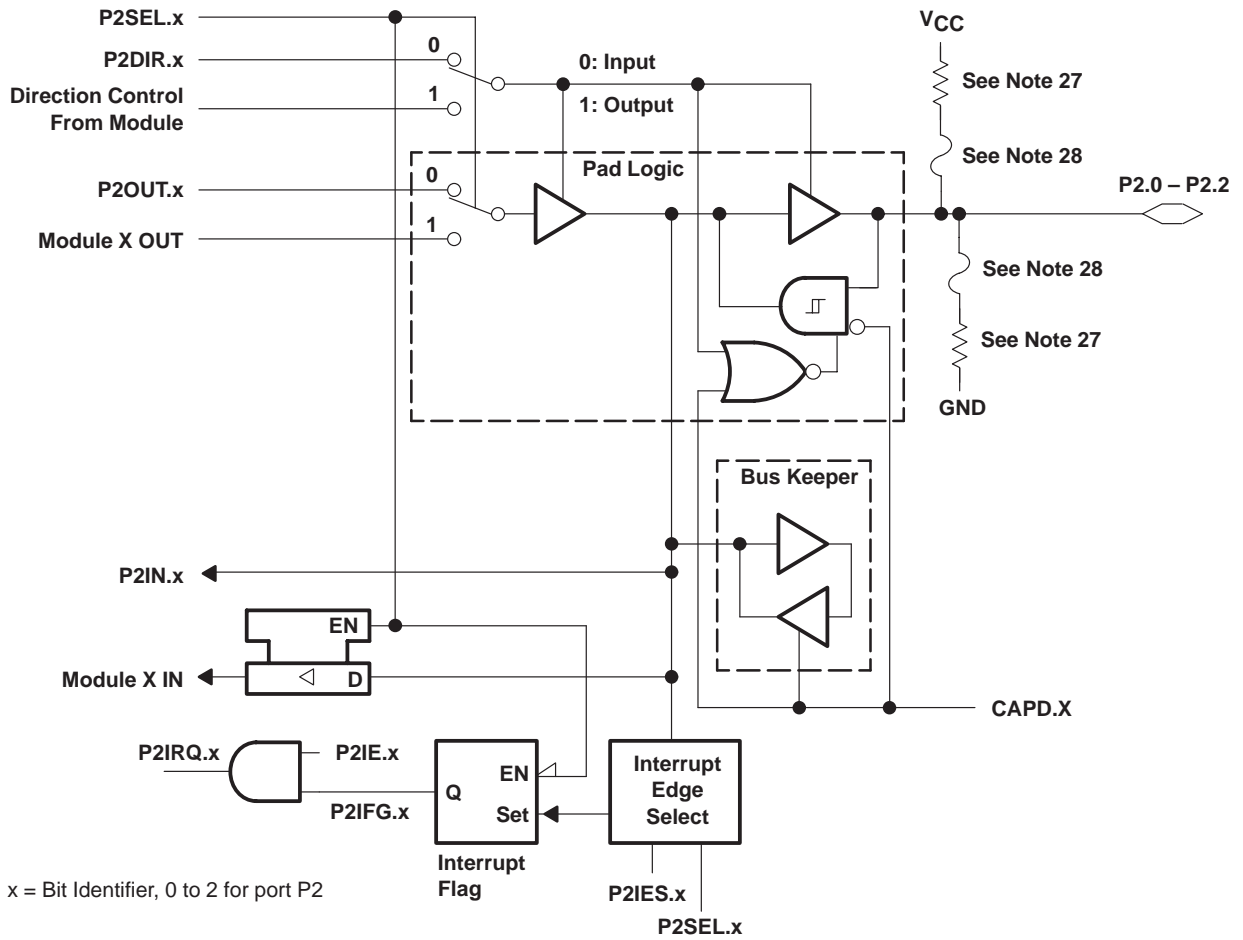 P2SEL.x
VCC
P2DIR.x
0
0: Input
See Note 27
Direction Control
From Module
1
1: Output
Pad Logic
See Note 28
P2OUT.x
0
P2.0 – P2.2
Module X OUT
1
See Note 28
See Note 27
GND
Bus Keeper
P2IN.x
EN
Module X IN
D
CAPD.X
P2IRQ.x
P2IE.x
P2IFG.x
Q
EN
Set
Interrupt
Edge
Select
Interrupt
Flag
P2IES.x
P2SEL.x
x = Bit Identifier, 0 to 2 for port P2